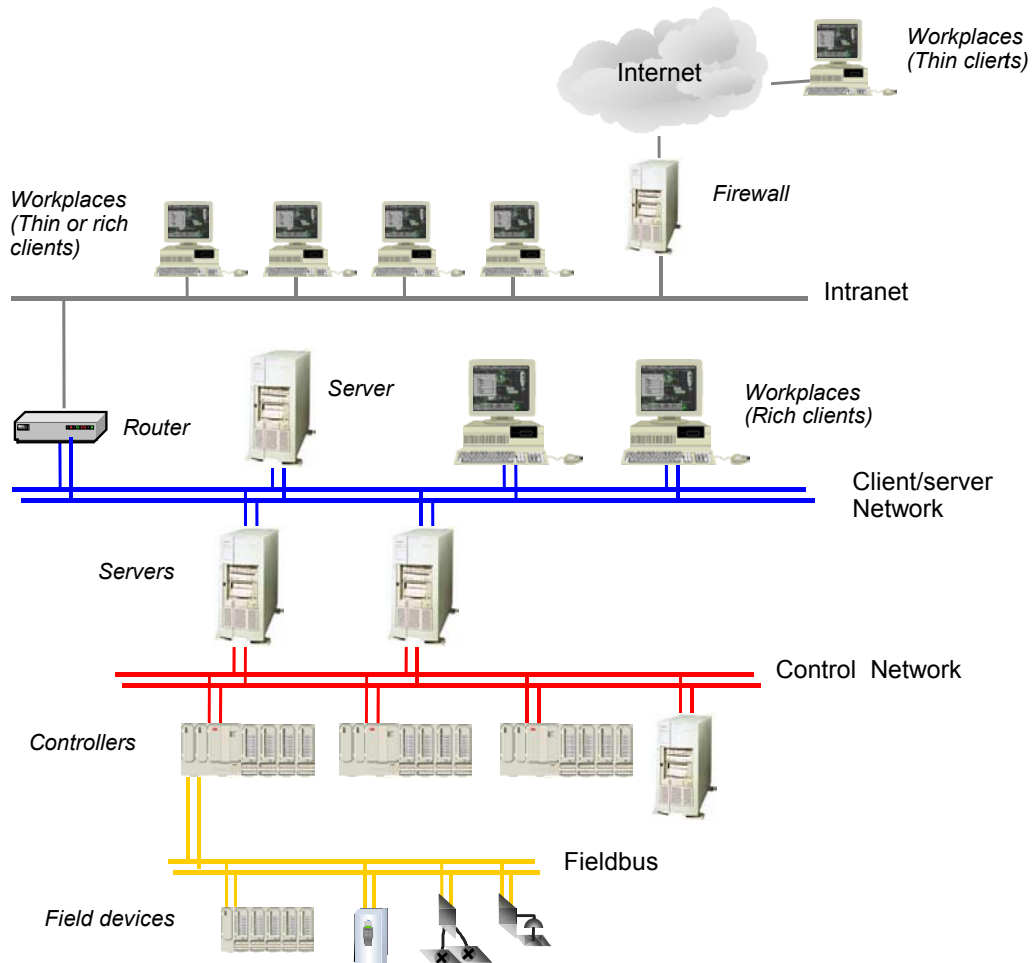 Workplaces
(Thin clierts)
Internet
Firewall
Workplaces
(Thin or rich
clients)
Intranet
Server
Workplaces
(Rich clients)
Router
Client/server
Network
Servers
Control Network
Controllers
Fieldbus
Field devices